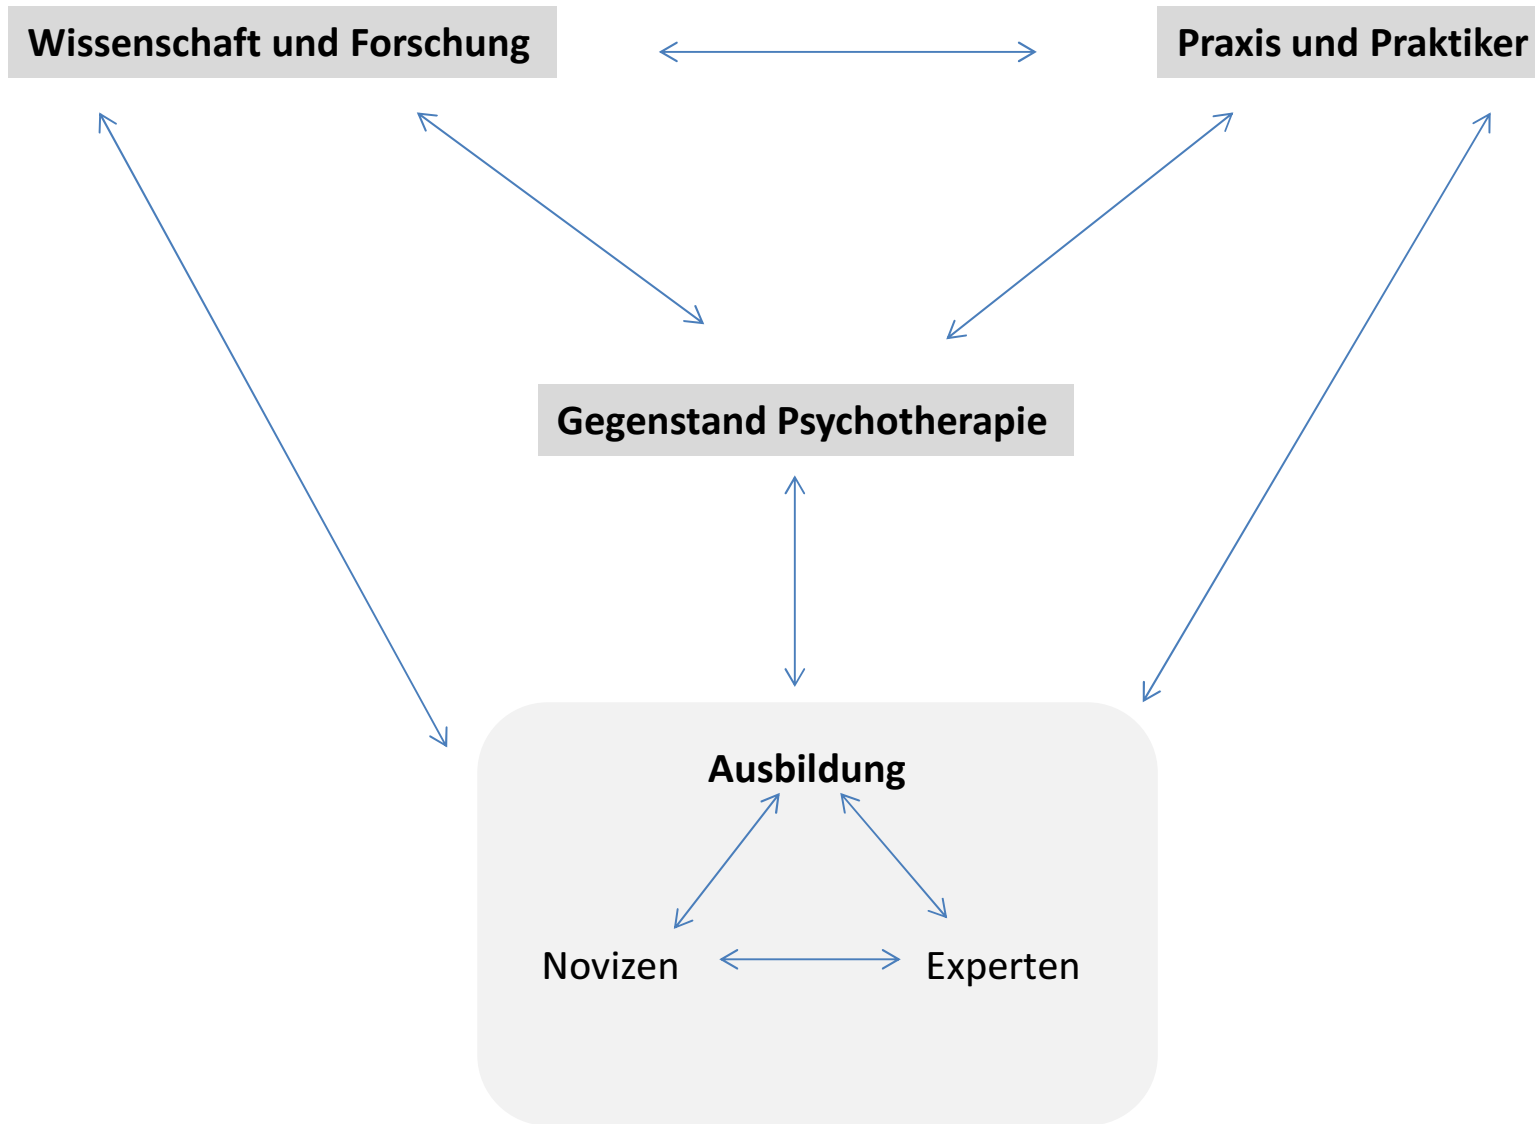 Wissenschaft und Forschung
Praxis und Praktiker
Gegenstand Psychotherapie
Ausbildung
Novizen
Experten